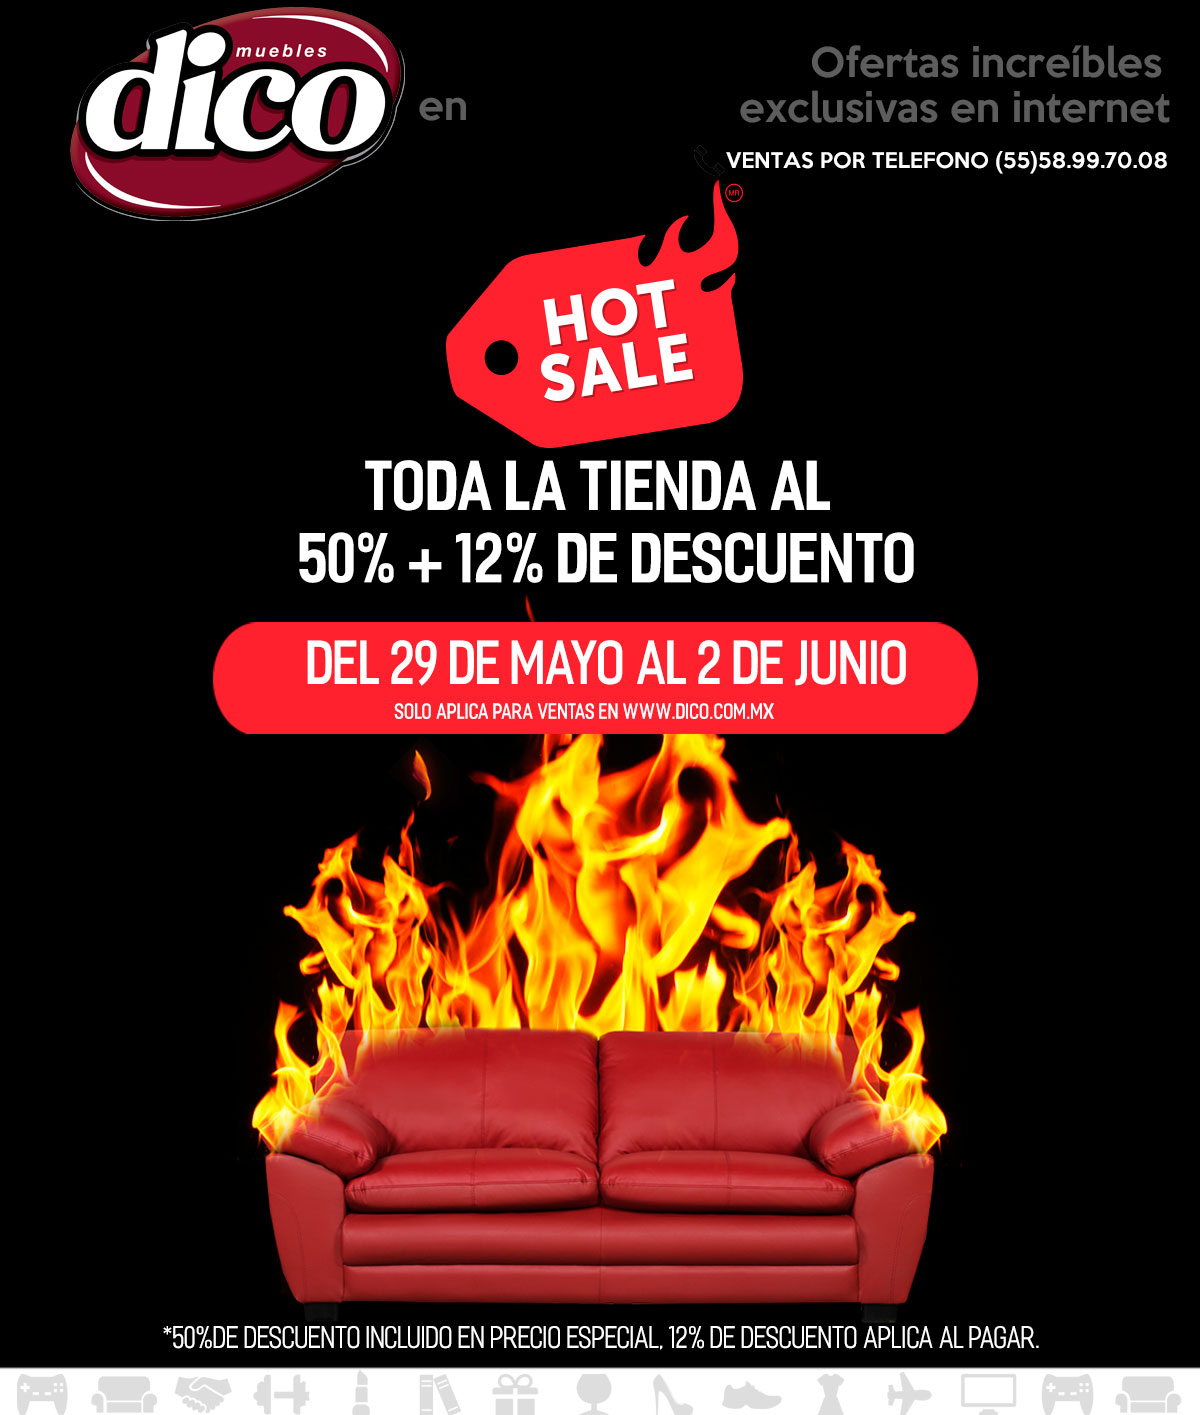 muebles
dico
en
Ofertas increíbles
exclusivas en internet
VENTAS POR TELEFONO (55)58.99.70.08
MR
HOT
SALE
TODA LA TIENDA AL
50% + 12% DE DESCUENTO
DEL 29 DE MAYO AL 2 DE JUNIO
SOLO APLICA PARA VENTAS EN WWW.DICO.COM.MX
*50%DE DESCUENTO INCLUIDO EN PRECIO ESPECIAL, 12% DE DESCUENTO APLICA AL PAGAR.